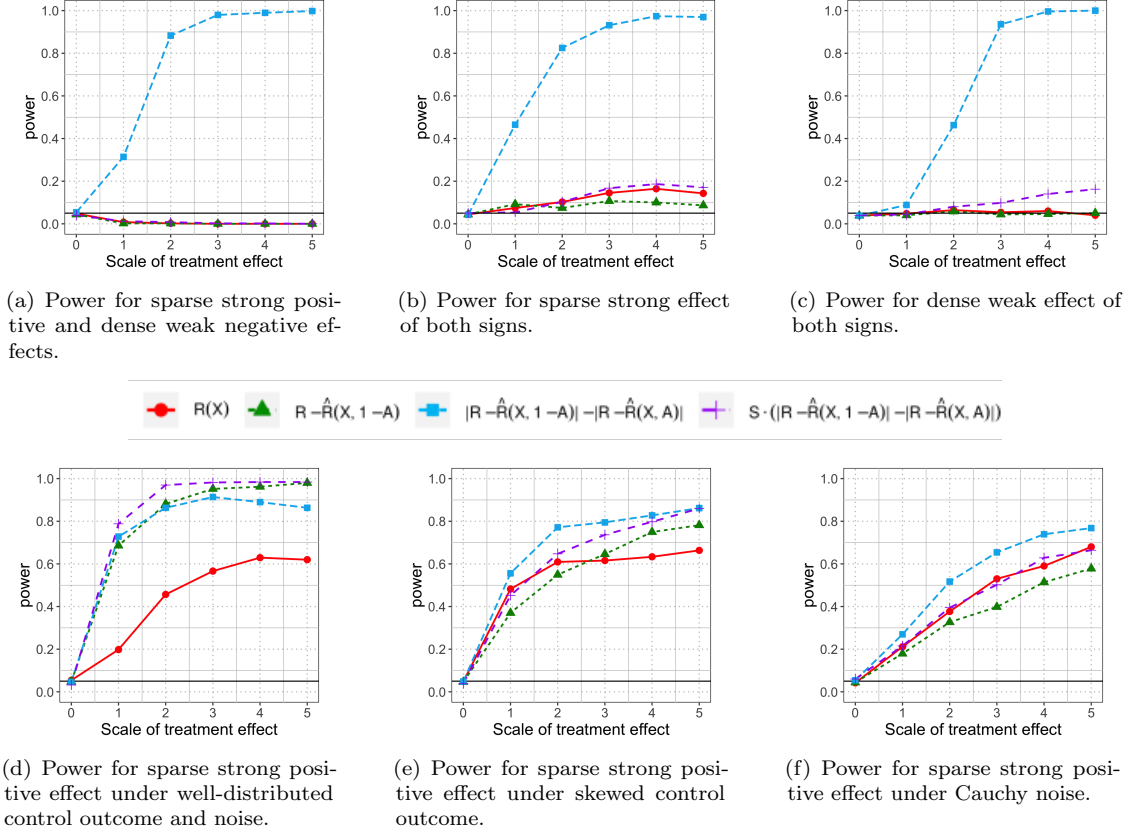 1.0
0.8
0.6
0.4
0.2
0.0
power
0 1 2 3 4 5
Scale of treatment effect
(a) Power for sparse strong posi-
tive and dense weak negative ef-
fects.
1.0
0.8
0.6
0.4
0.2
0.0
power
0 1 2 3 4 5
Scale of treatment effect
(b) Power for sparse strong effect
of both signs.
1.0
0.8
0.6
0.4
0.2
0.0
power
0 1 2 3 4 5
Scale of treatment effect
(c) Power for dense weak effect of
both signs.
R(X) R −R̂(X, 1 −A) |R −R̂(X, 1 −A)| −|R −R̂(X, A)| S · (|R −R̂(X, 1 −A)| −|R −R̂(X, A)|)
1.0
0.8
0.6
0.4
0.2
0.0
power
0 1 2 3 4 5
Scale of treatment effect
(d) Power for sparse strong posi-
tive effect under well-distributed
control outcome and noise.
1.0
0.8
0.6
0.4
0.2
0.0
power
0 1 2 3 4 5
Scale of treatment effect
(e) Power for sparse strong posi-
tive effect under skewed control
outcome.
1.0
0.8
0.6
0.4
0.2
0.0
power
0 1 2 3 4 5
Scale of treatment effect
(f) Power for sparse strong posi-
tive effect under Cauchy noise.